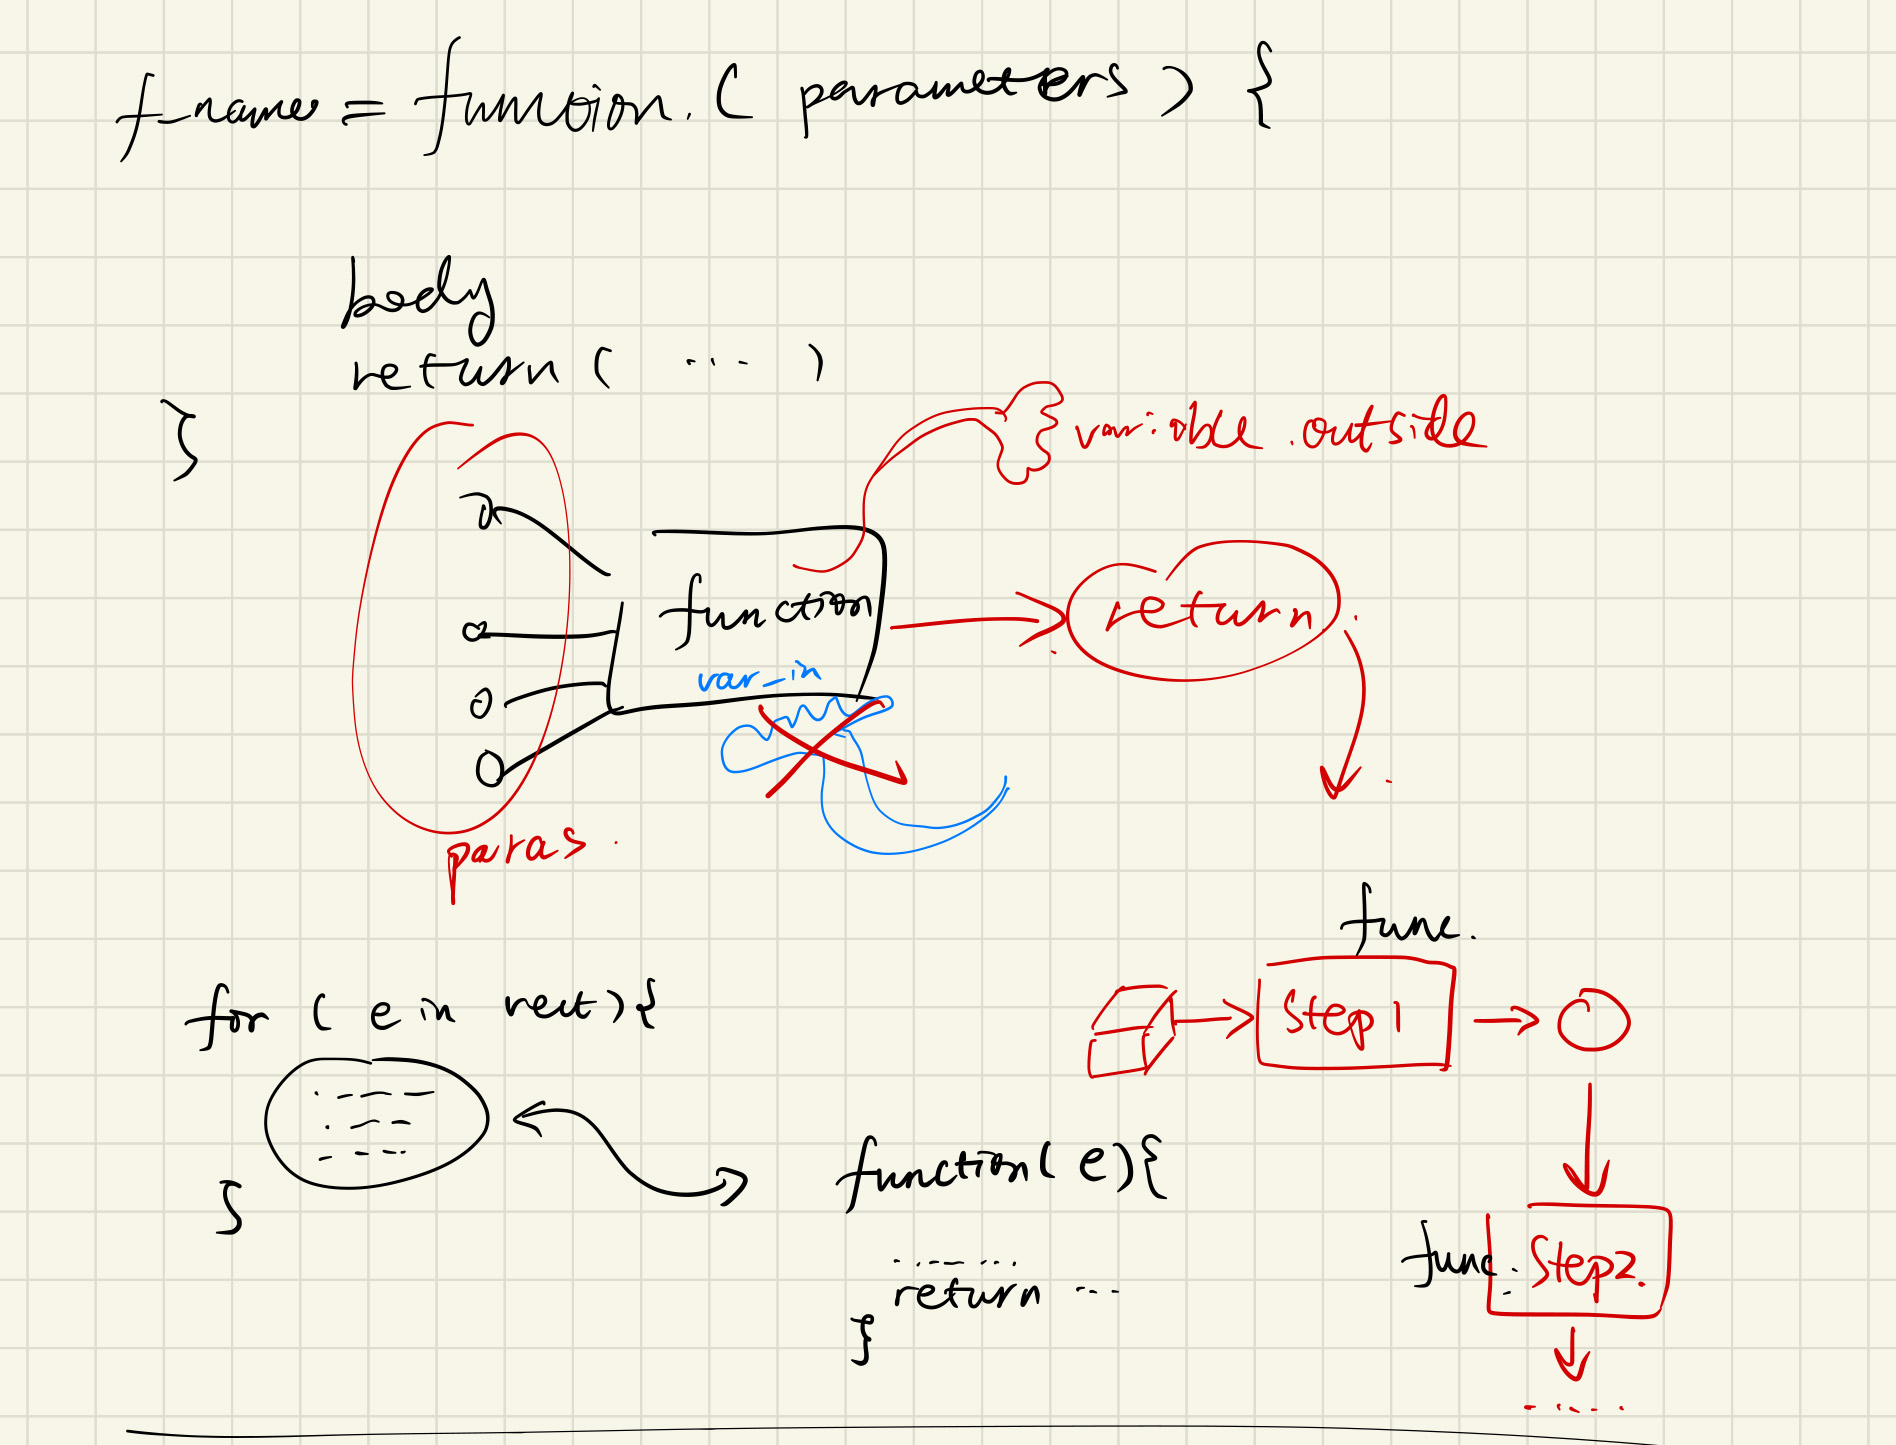 f_name = function. ( parameters ) {
body
return ( ... )
}
variable outside
function
return.
var_in
paras.
func.
for ( e in vect ) {
Step 1
- - - -
}
function( e ) {
func. Step2.
.......
return ...
}
.....